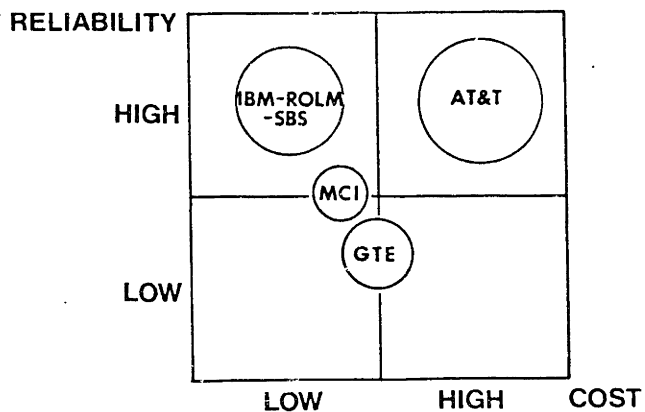 RELIABILITY
HIGH
IBM-ROLM
-SBS
AT&T
MCI
GTE
LOW
LOW
HIGH
COST